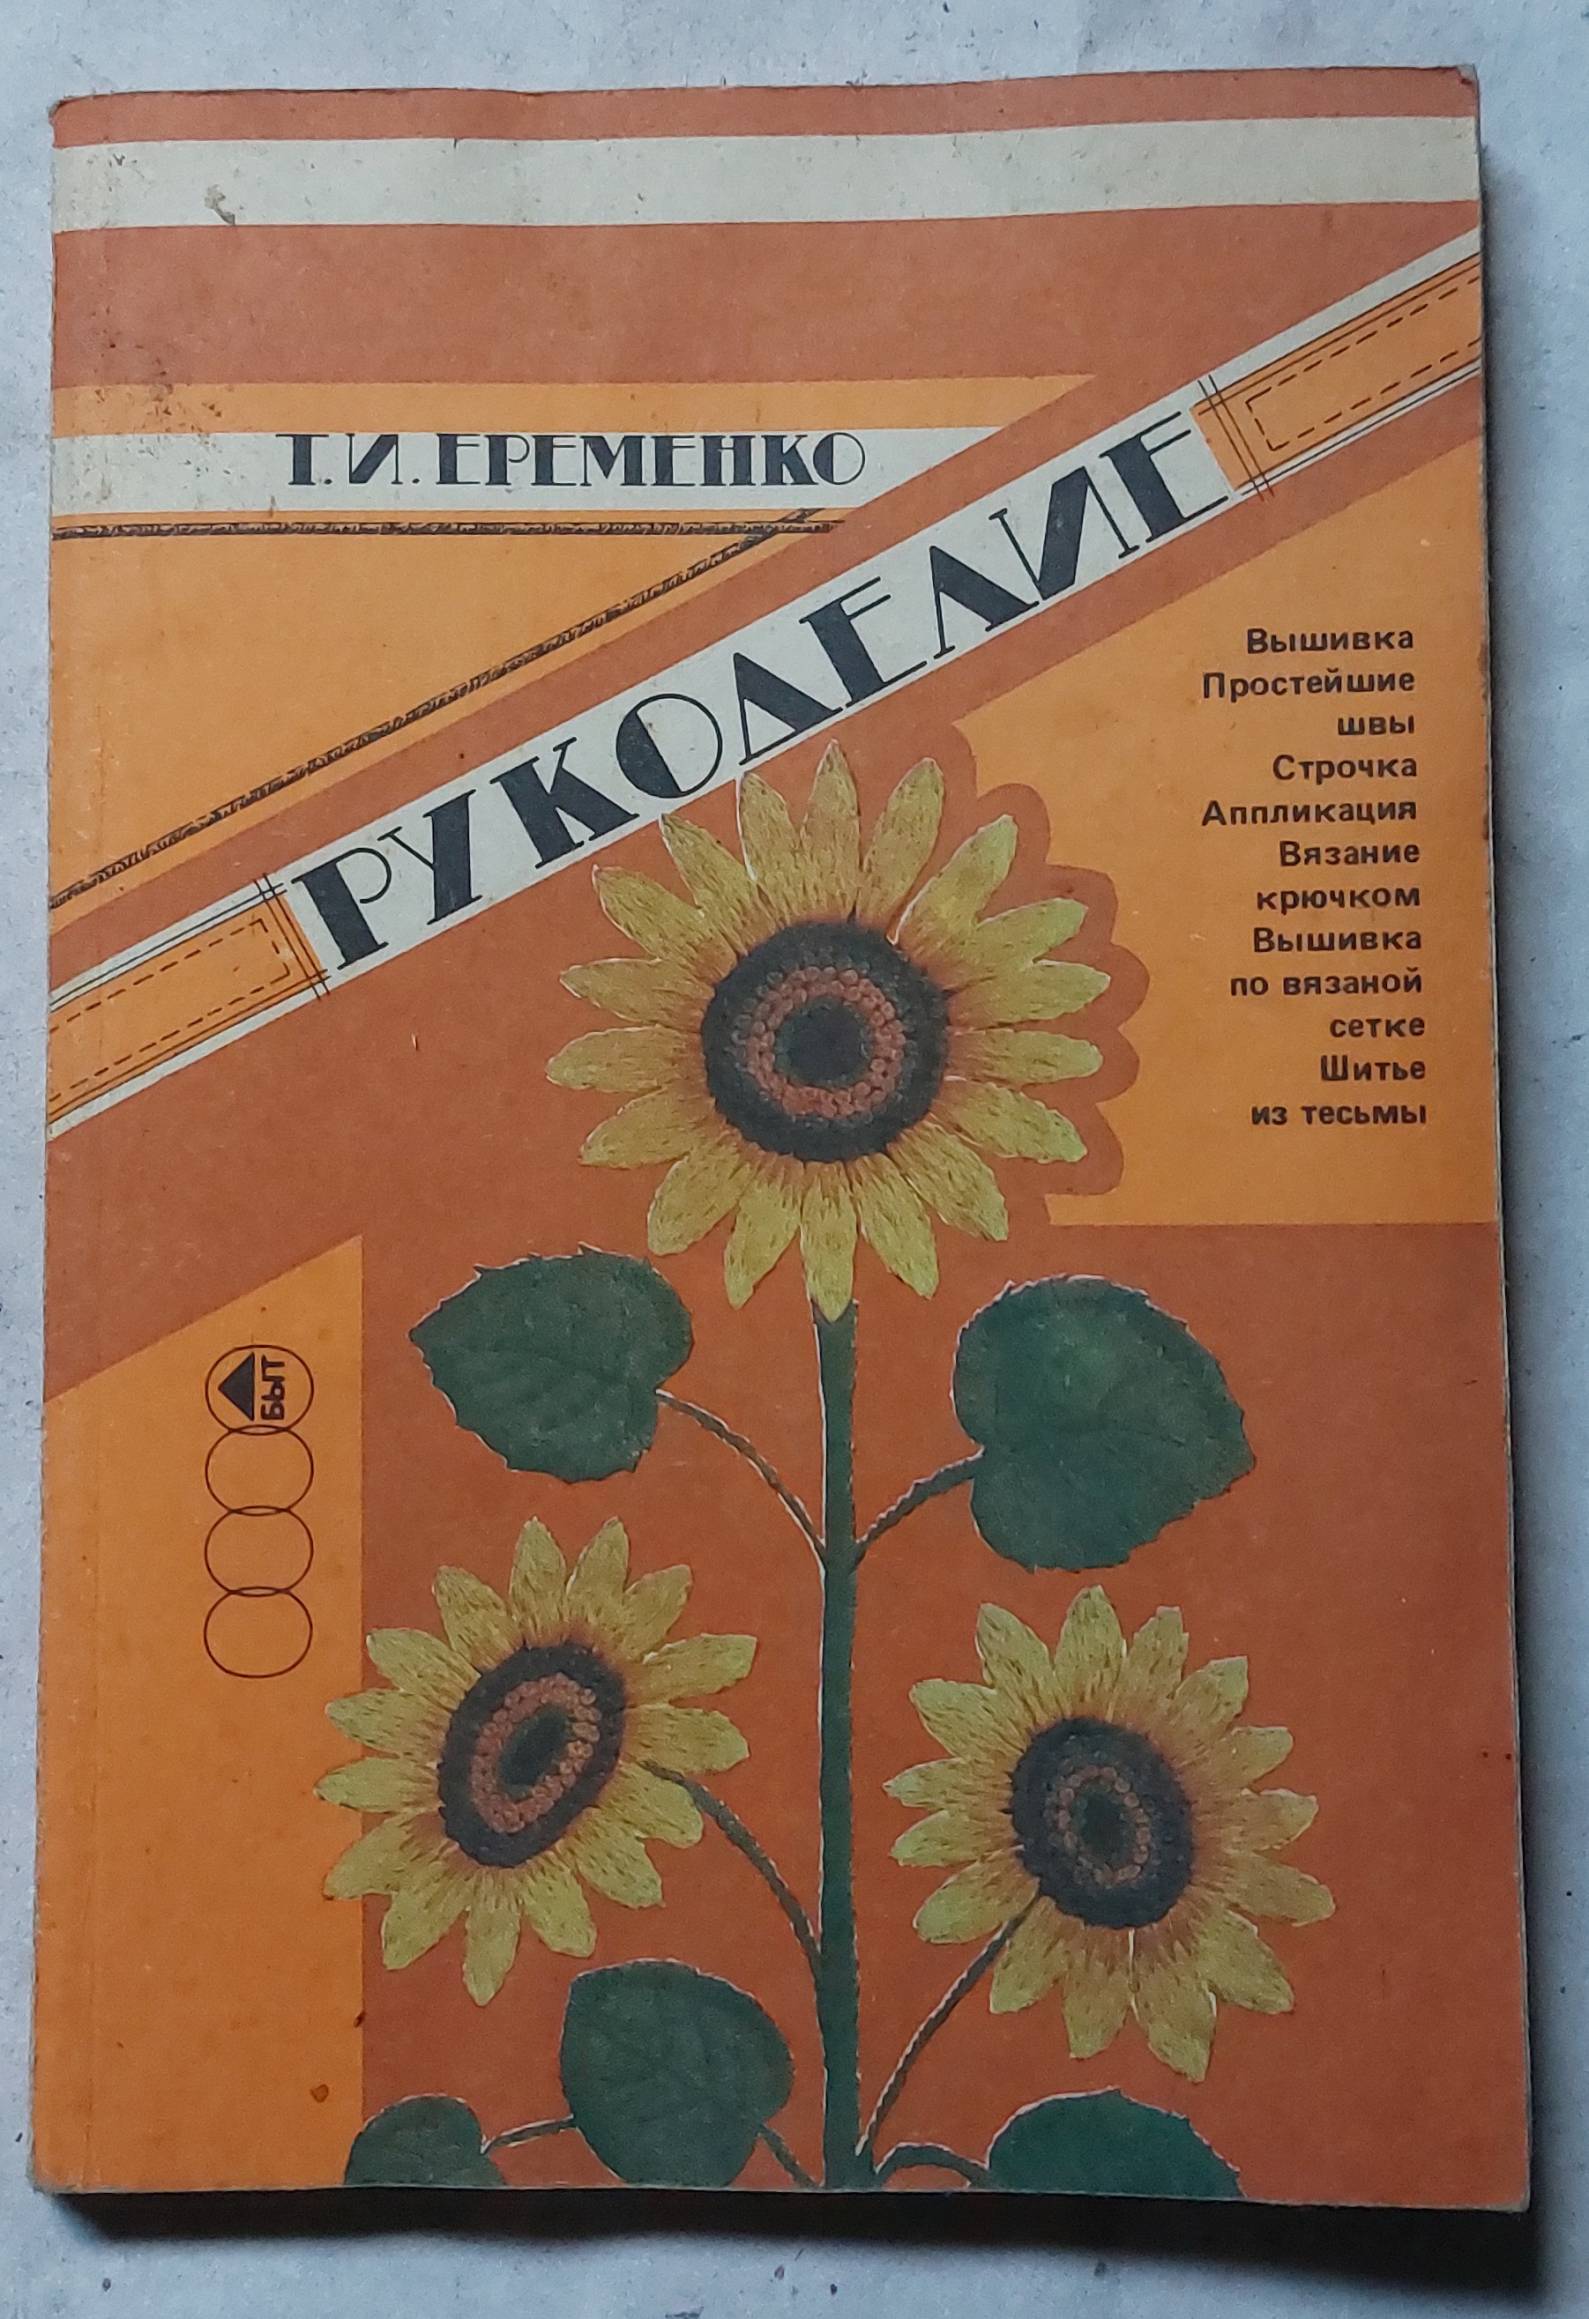 Т.И. ЕРЕМЕНКО
РУКОДЕЛИЕ
Вышивка
Простейшие
швы
Строчка
Аппликация
Вязание
крючком
Вышивка
по вязаной
сетке
Шитье
из тесьмы
БЫТ